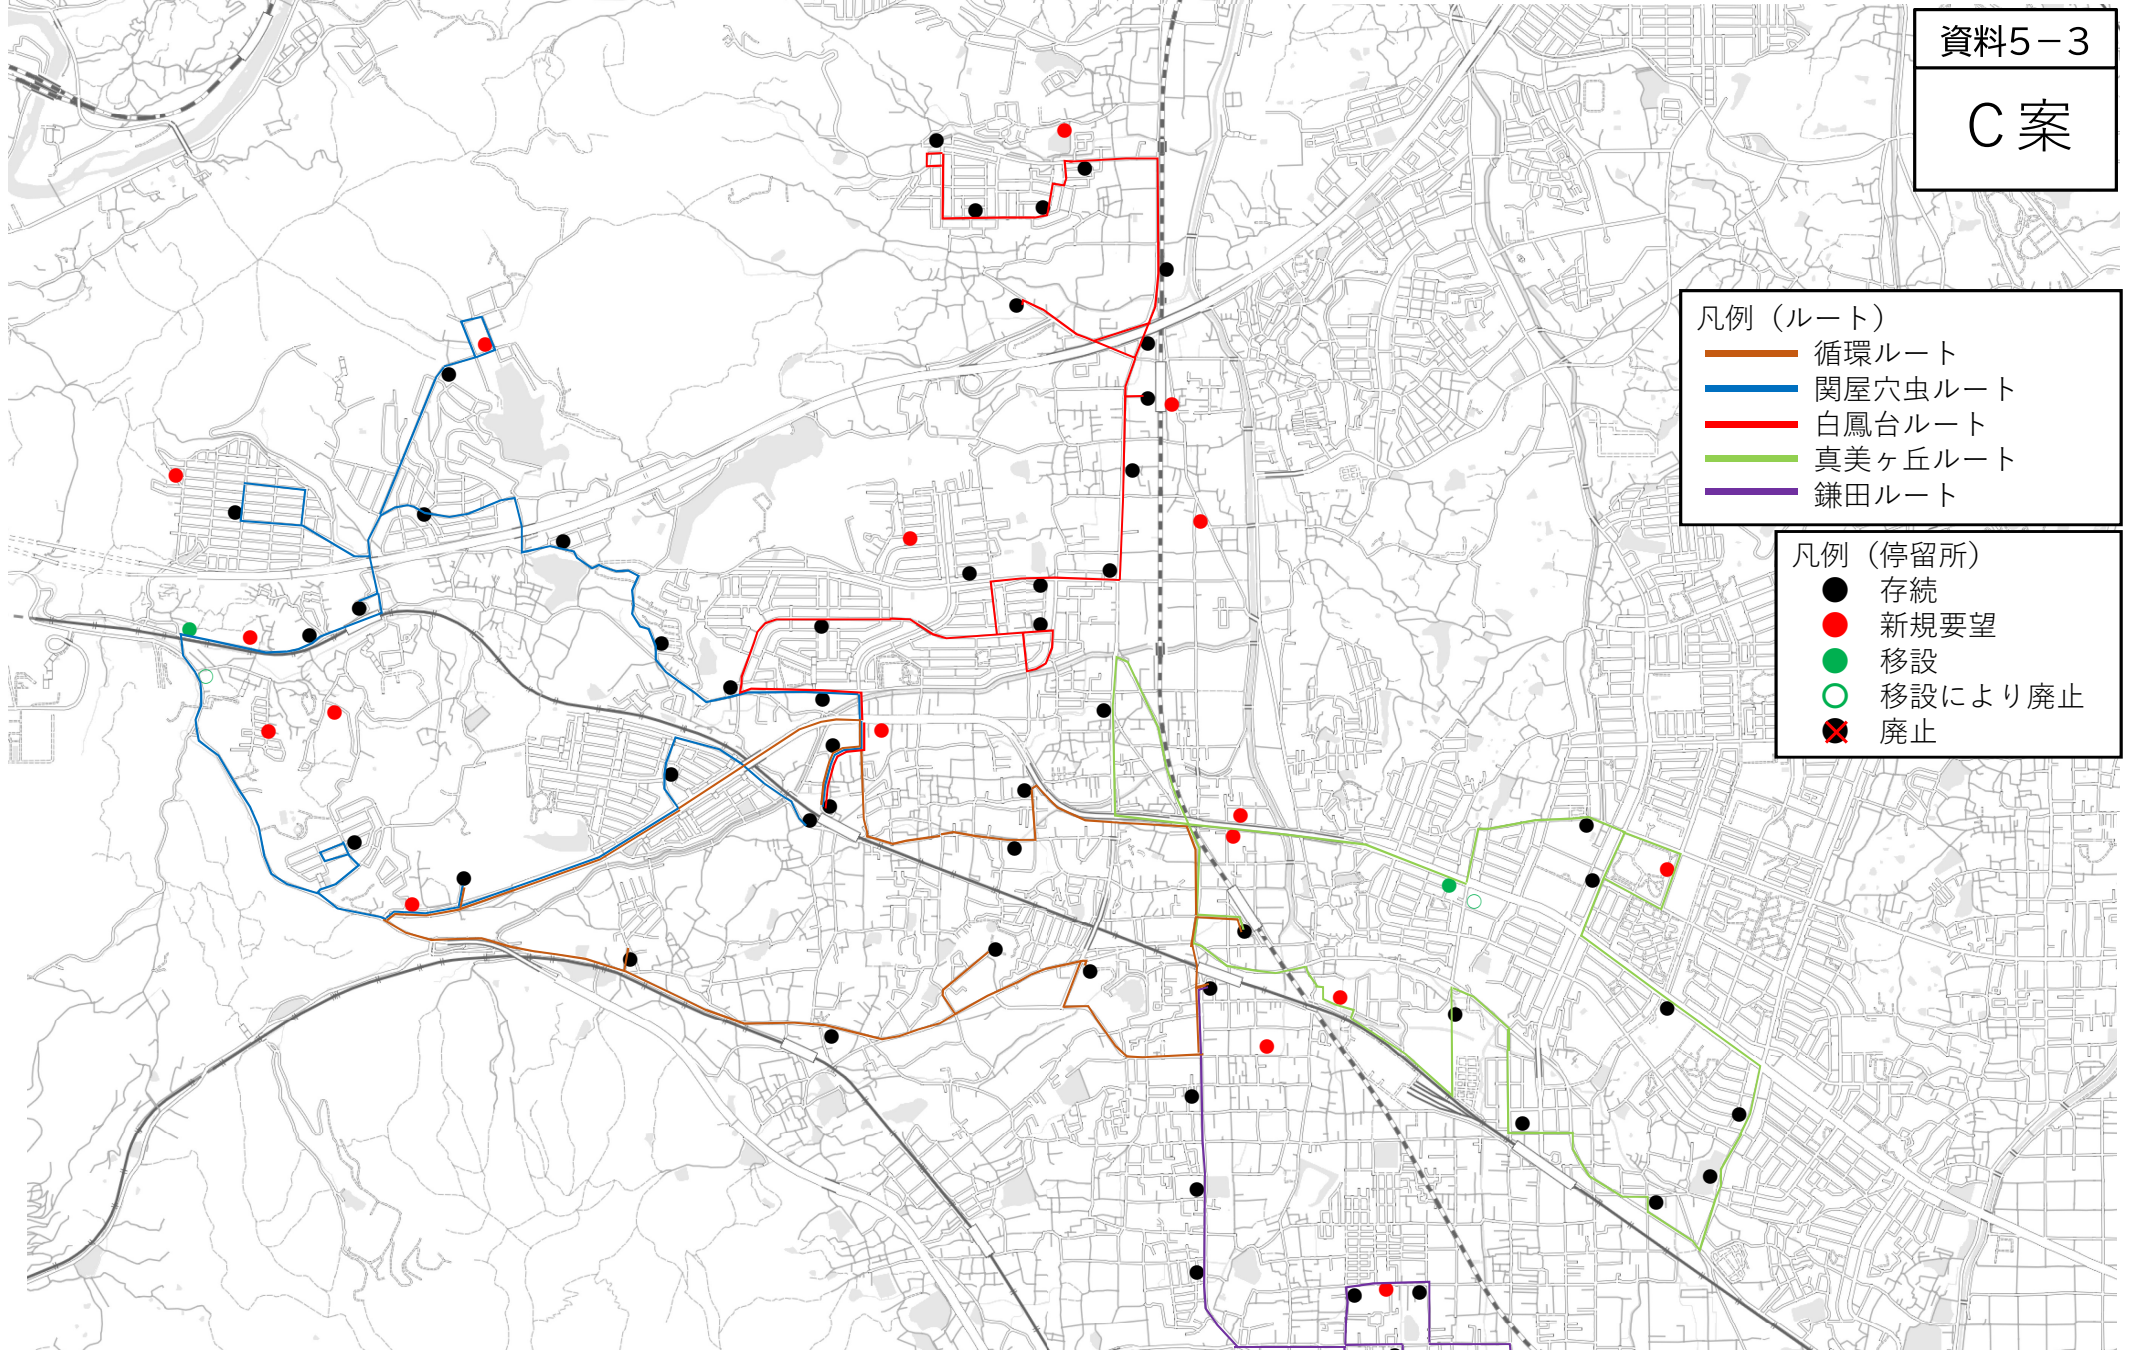 資料5－3
C案
凡例（ルート）
循環ルート
関屋穴虫ルート
白鳳台ルート
真美ヶ丘ルート
鎌田ルート
凡例（停留所）
存続
新規要望
移設
移設により廃止
廃止